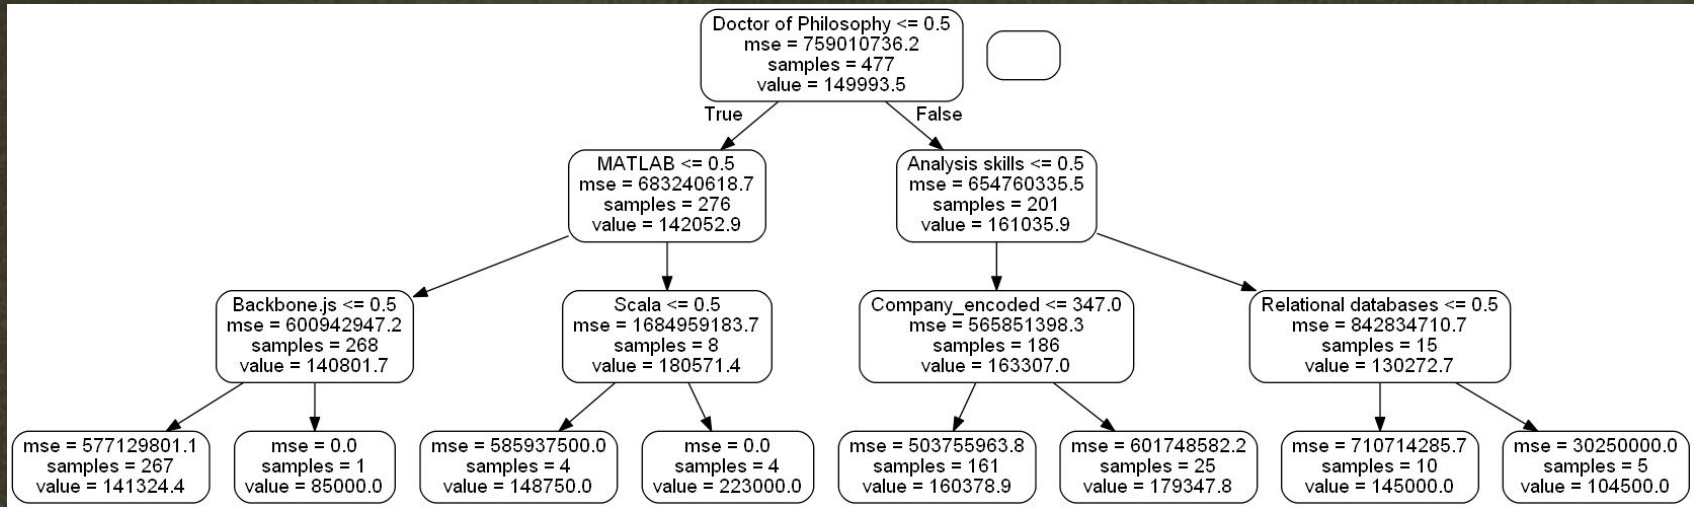 Doctor of Philosophy <= 0.5
mse = 759010736.2
samples = 477
value = 149993.5
True
False
MATLAB <= 0.5
mse = 683240618.7
samples = 276
value = 142052.9
Analysis skills <= 0.5
mse = 654760335.5
samples = 201
value = 161035.9
Backbone.js <= 0.5
mse = 600942947.2
samples = 268
value = 140801.7
Scala <= 0.5
mse = 1684959183.7
samples = 8
value = 180571.4
Company_encoded <= 347.0
mse = 565851398.3
samples = 186
value = 163307.0
Relational databases <= 0.5
mse = 842834710.7
samples = 15
value = 130272.7
mse = 577129801.1
samples = 267
value = 141324.4
mse = 0.0
samples = 1
value = 85000.0
mse = 585937500.0
samples = 4
value = 148750.0
mse = 0.0
samples = 4
value = 223000.0
mse = 503755963.8
samples = 161
value = 160378.9
mse = 601748582.2
samples = 25
value = 179347.8
mse = 710714285.7
samples = 10
value = 145000.0
mse = 30250000.0
samples = 5
value = 104500.0